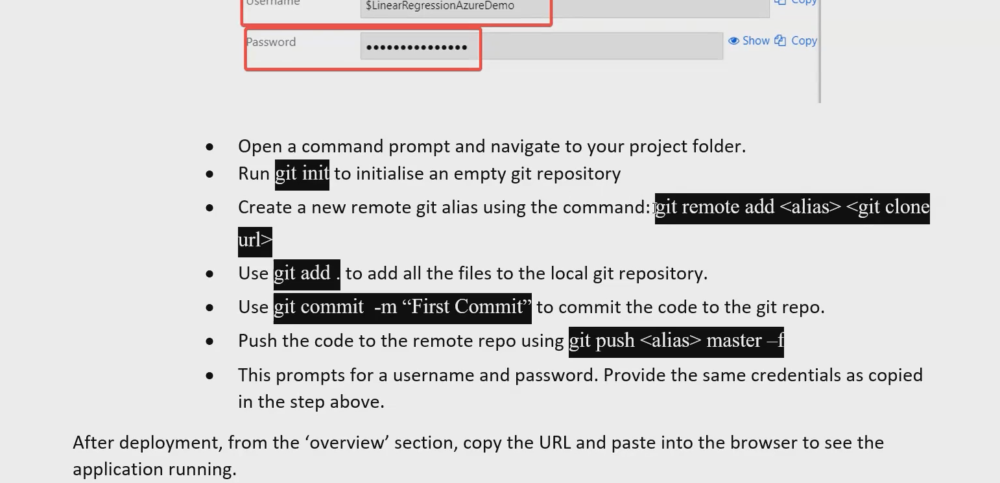 Username $LinearRegressionAzureDemo Copy
Password ••••••••••••••• Show Copy
• Open a command prompt and navigate to your project folder.
• Run git init to initialise an empty git repository
• Create a new remote git alias using the command: git remote add <alias> <git clone
url>
• Use git add . to add all the files to the local git repository.
• Use git commit  -m “First Commit” to commit the code to the git repo.
• Push the code to the remote repo using git push <alias> master –f
• This prompts for a username and password. Provide the same credentials as copied
in the step above.
After deployment, from the ‘overview’ section, copy the URL and paste into the browser to see the
application running.